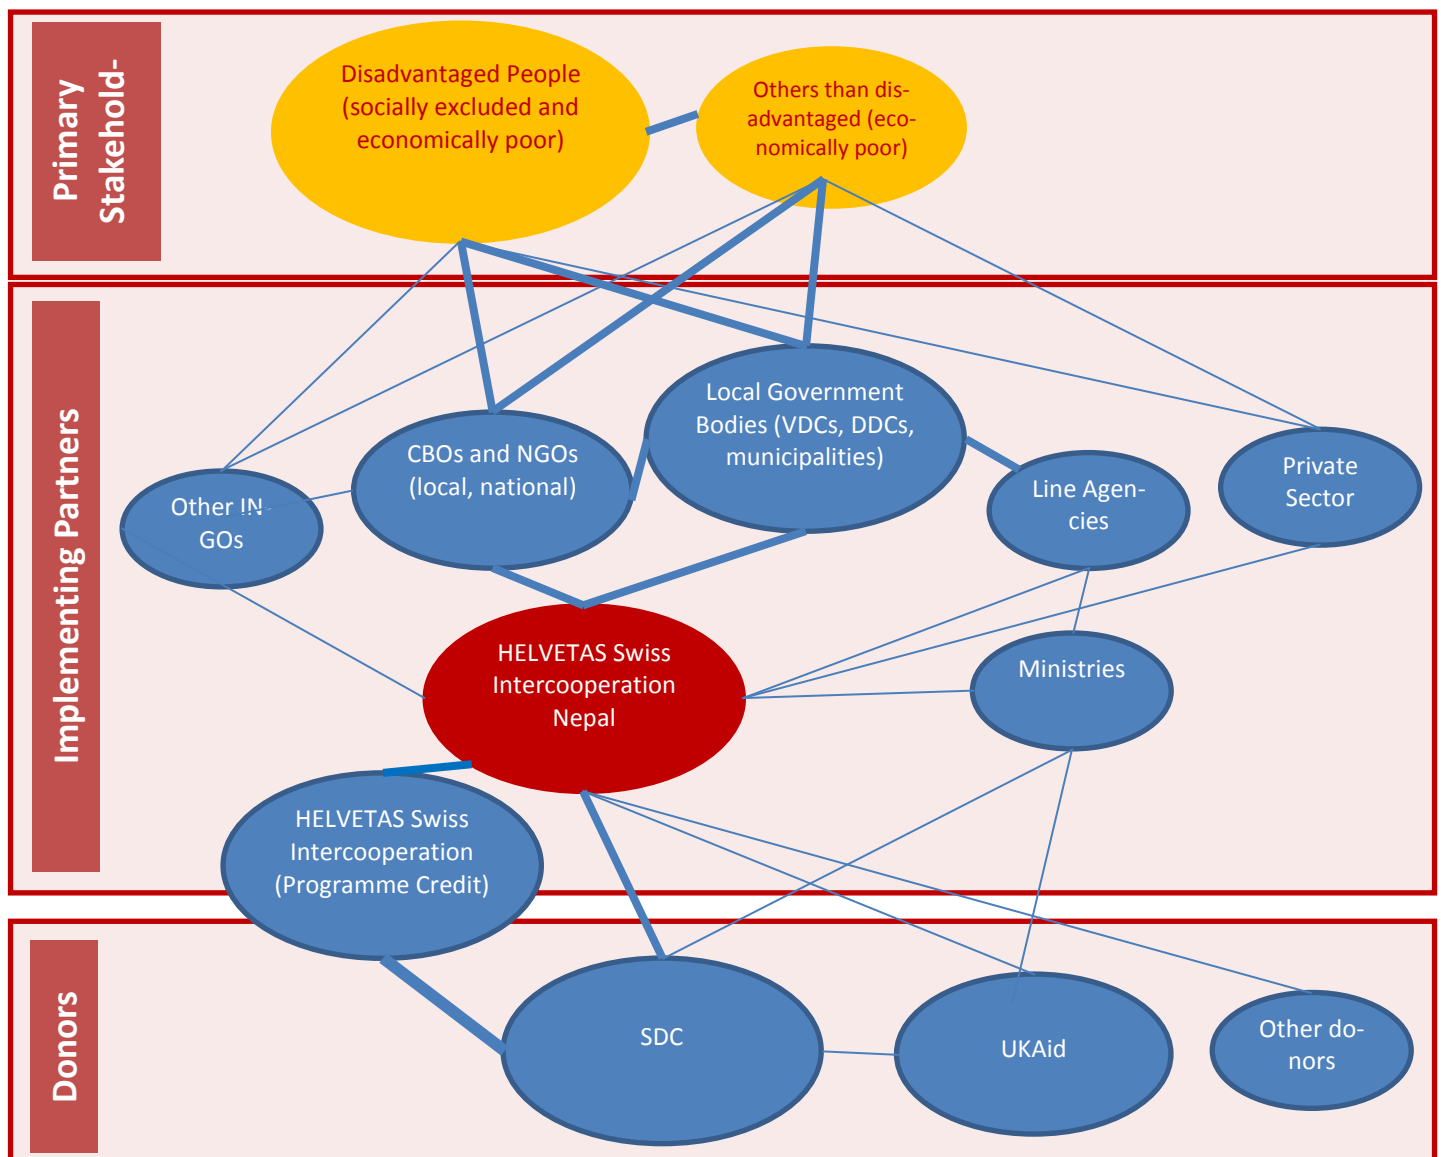 Primary
Stakehold-
Disadvantaged People
(socially excluded and
economically poor)
Others than dis-
advantaged (eco-
nomically poor)
Implementing Partners
Local Government
Bodies (VDCs, DDCs,
municipalities)
CBOs and NGOs
(local, national)
Other IN
GOs
Line Agen-
cies
Private
Sector
HELVETAS Swiss
Intercooperation
Nepal
Ministries
HELVETAS Swiss
Intercooperation
(Programme Credit)
Donors
SDC
UKAid
Other do-
nors